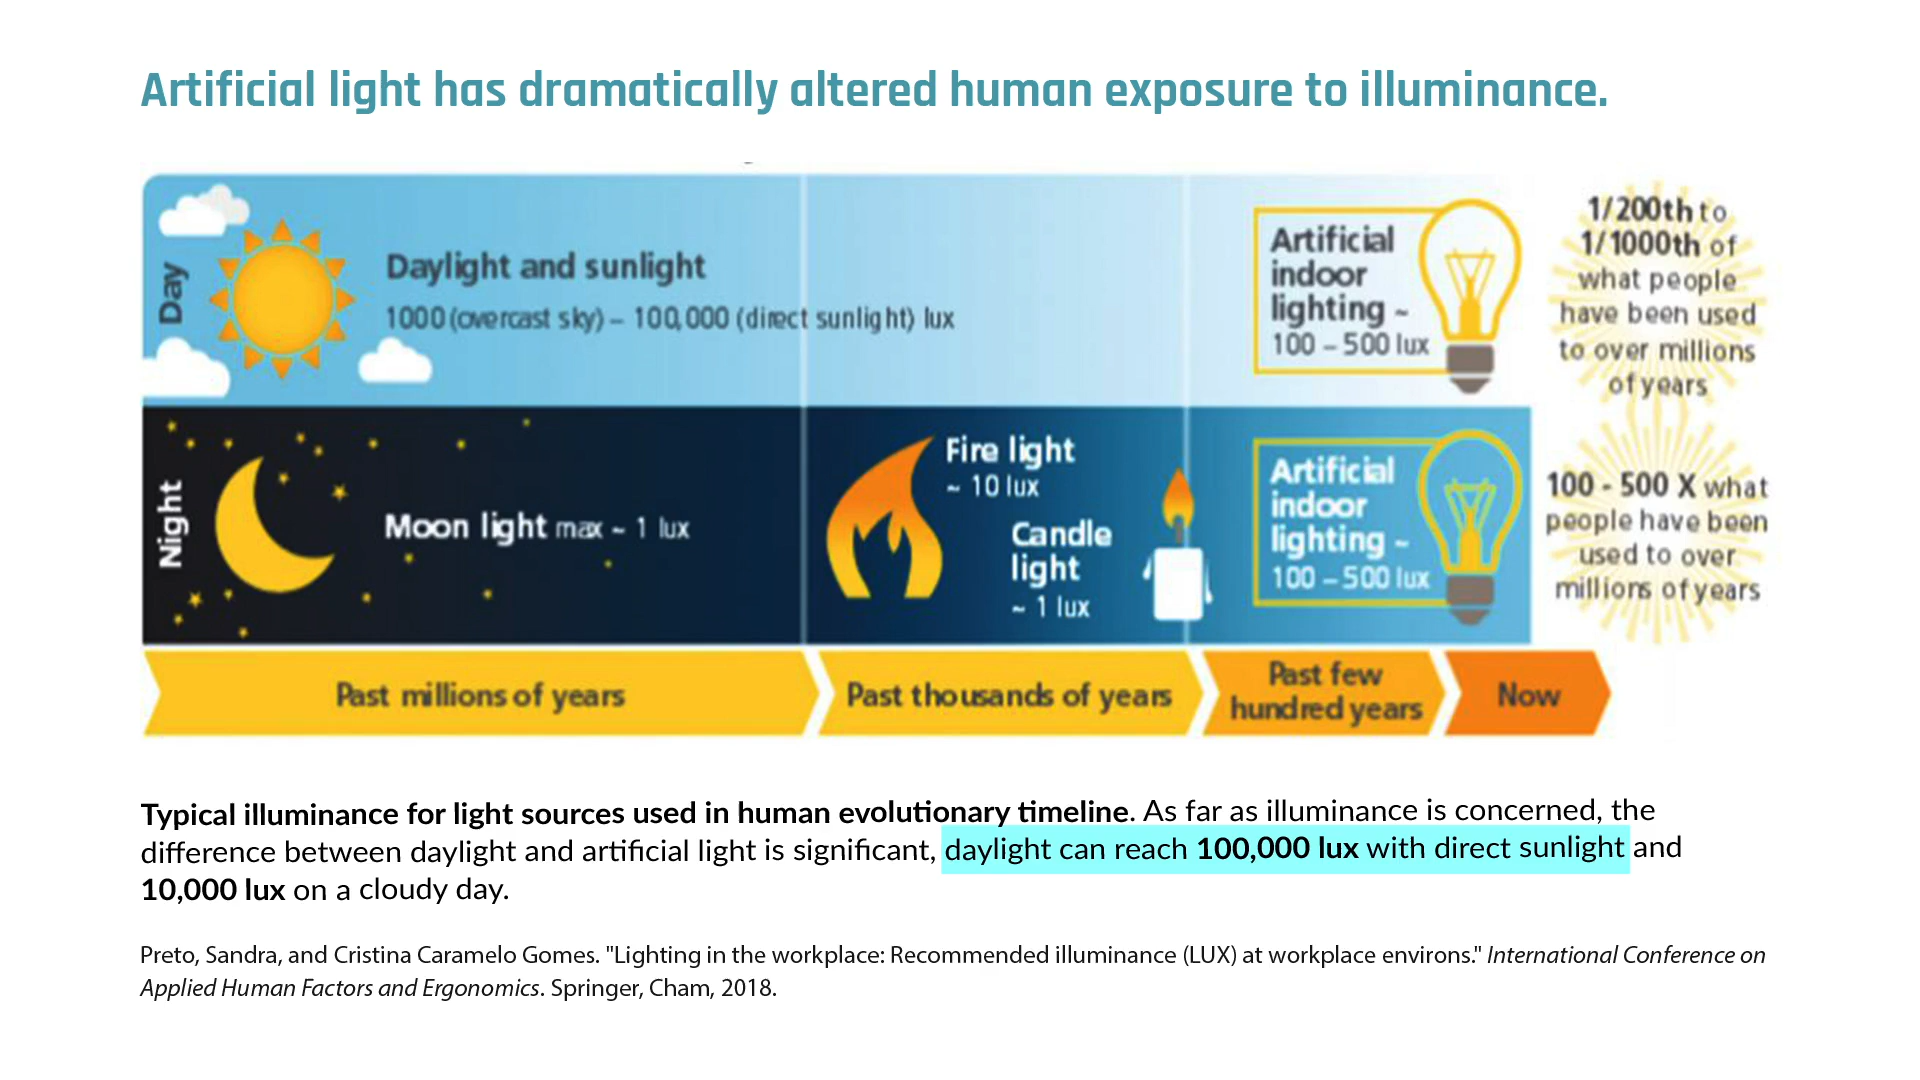 Artificial light has dramatically altered human exposure to illuminance.
Day
Daylight and sunlight
1000 (overcast sky) – 100,000 (direct sunlight) lux
Artificial
indoor
lighting ~
100 – 500 lux
1/200th to
1/1000th of
what people
have been used
to over millions
of years
Night
Moon light max ~ 1 lux
Fire light
~ 10 lux
Candle
light
~ 1 lux
Artificial
indoor
lighting ~
100 – 500 lux
100 - 500 X what
people have been
used to over
millions of years
Past millions of years
Past thousands of years
Past few
hundred years
Now
Typical illuminance for light sources used in human evolutionary timeline. As far as illuminance is concerned, the
difference between daylight and artificial light is significant, daylight can reach 100,000 lux with direct sunlight and
10,000 lux on a cloudy day.
Preto, Sandra, and Cristina Caramelo Gomes. "Lighting in the workplace: Recommended illuminance (LUX) at workplace environs." International Conference on
Applied Human Factors and Ergonomics. Springer, Cham, 2018.